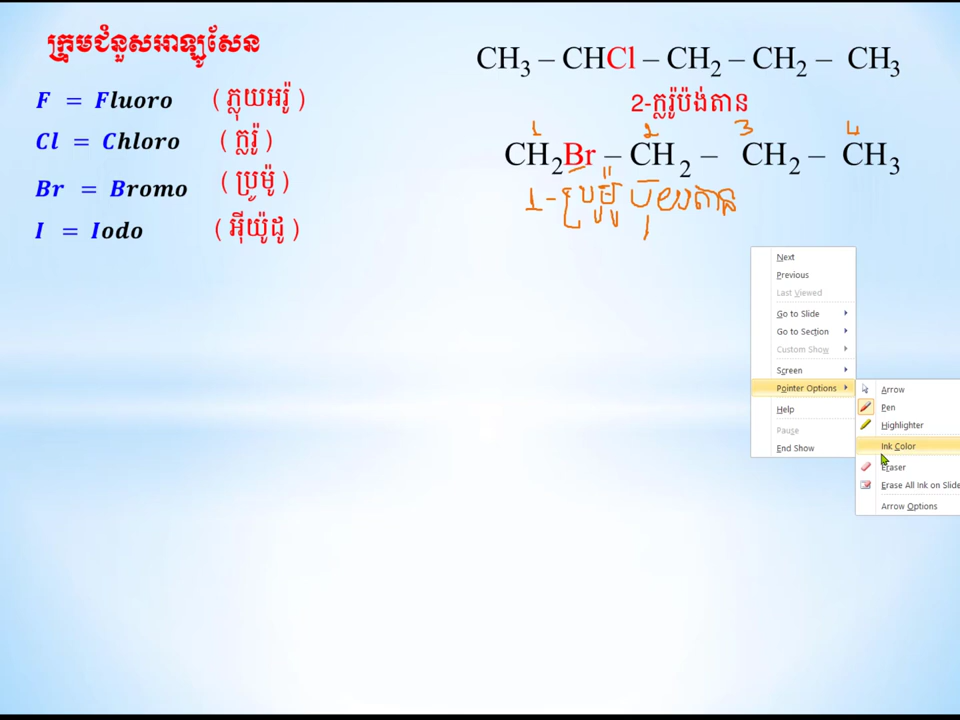 ក្រុមជំនួសអាឡូសែន
F = Fluoro ( ភ្លុយអរ៉ូ )
Cl = Chloro ( ក្លរ៉ូ )
Br = Bromo ( ប្រូម៉ូ )
I = Iodo ( អ៊ីយ៉ូដូ )
CH3 – CHCl – CH2 – CH2 – CH3
2-ក្លរ៉ូប៉ង់តាន
1 2 3 4
CH2Br – CH2 – CH2 – CH3
1-ប្រូម៉ូ ប៊ុយតាន
Next
Previous
Last Viewed
Go to Slide
Go to Section
Custom Show
Screen
Pointer Options
Help
Pause
End Show
Arrow
Pen
Highlighter
Ink Color
Eraser
Erase All Ink on Slide
Arrow Options